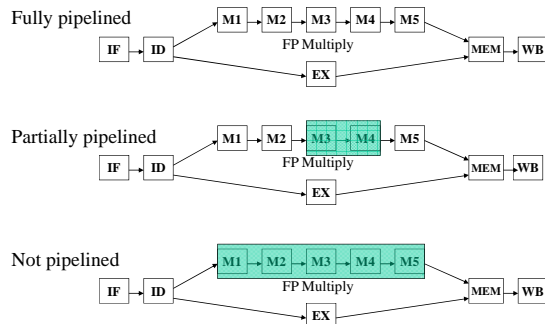 Fully pipelined
M1 M2 M3 M4 M5
FP Multiply
IF ID MEM WB
EX
Partially pipelined
M1 M2 M3 M4 M5
FP Multiply
IF ID MEM WB
EX
Not pipelined
M1 M2 M3 M4 M5
FP Multiply
IF ID MEM WB
EX